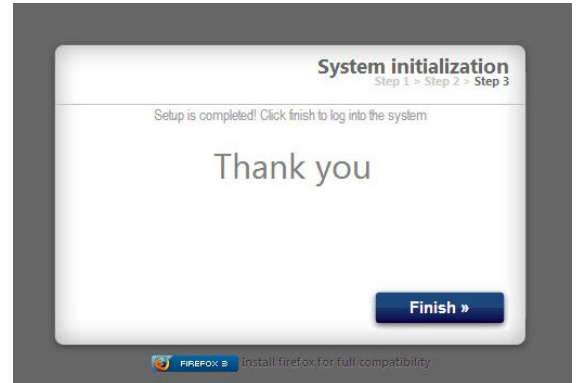 System initialization
Step 1 > Step 2 > Step 3
Setup is completed! Click finish to log into the system
Thank you
Finish »
FIREFOX 3 Install firefox for full compatibility